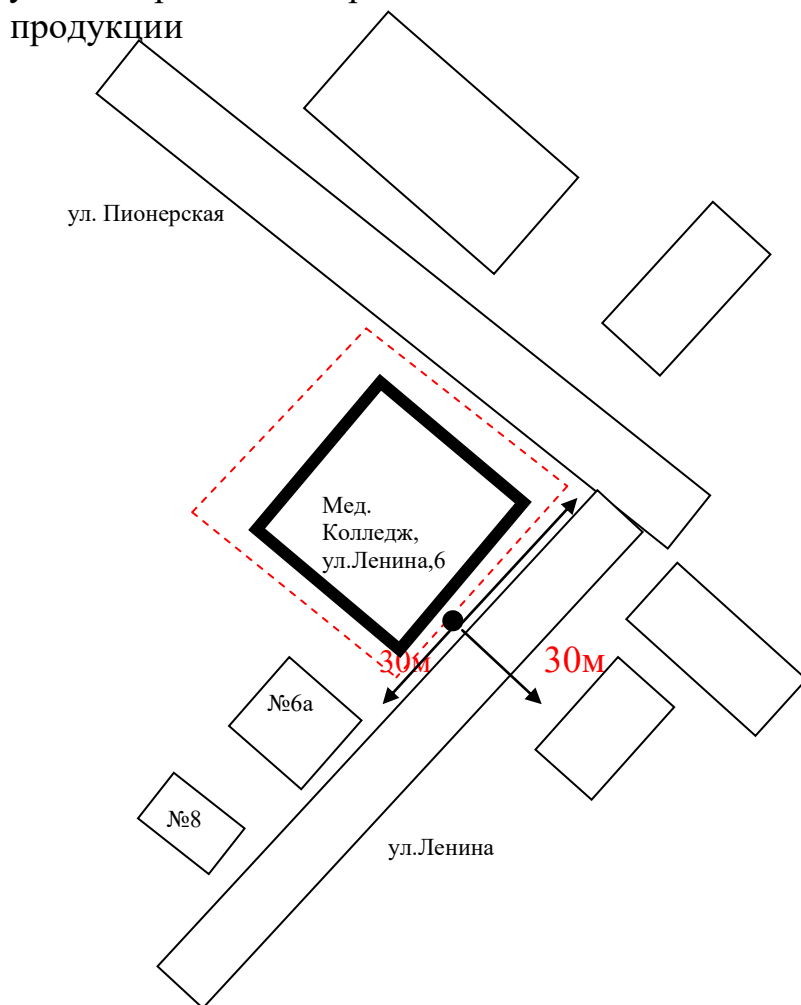 продукции
ул. Пионерская
Мед.
Колледж,
ул.Ленина,6
30м
30м
№6а
№8
ул.Ленина